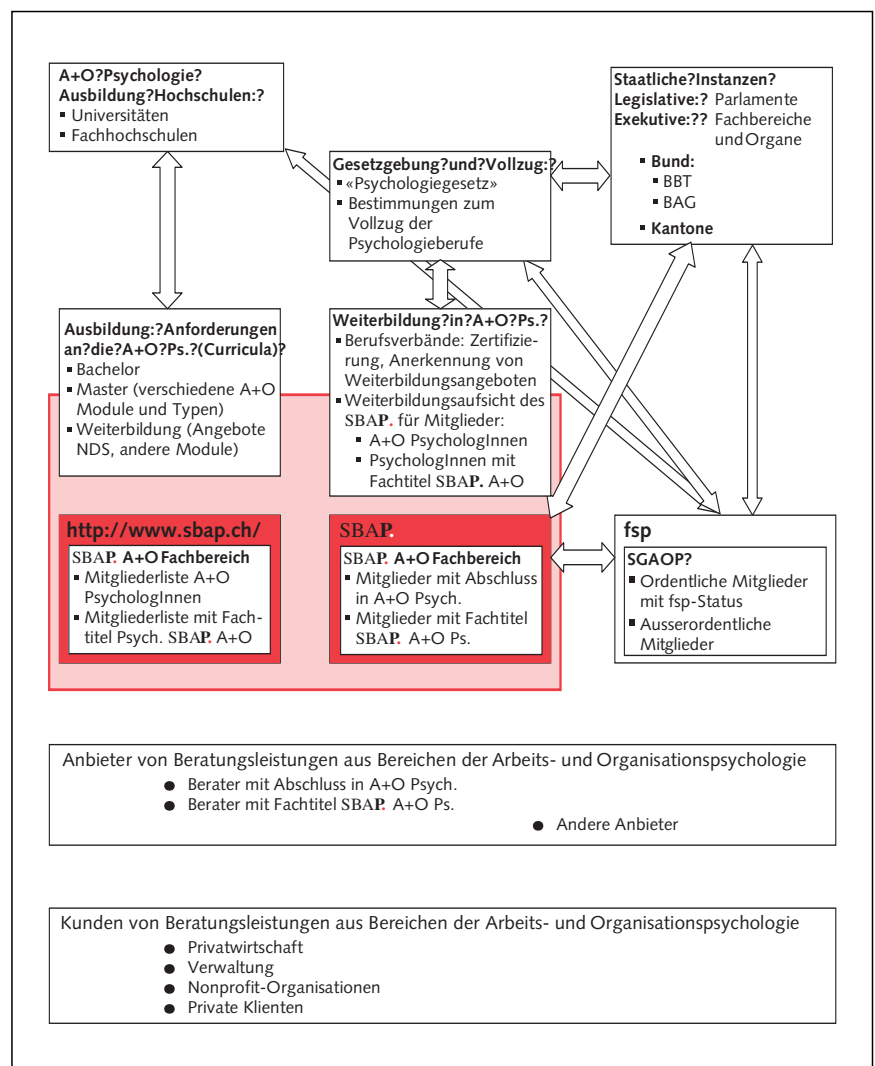 A+O?Psychologie?
Ausbildung?Hochschulen:?
▪ Universitäten
▪ Fachhochschulen
Staatliche?Instanzen?
Legislative:? Parlamente
Exekutive:?? Fachbereiche
und Organe
▪ Bund:
▪ BBT
▪ BAG
▪ Kantone
Gesetzgebung?und?Vollzug:?
▪ «Psychologiegesetz»
▪ Bestimmungen zum
Vollzug der
Psychologieberufe
Ausbildung:?Anforderungen
an?die?A+O?Ps.?(Curricula)?
▪ Bachelor
▪ Master (verschiedene A+O
Module und Typen)
▪ Weiterbildung (Angebote
NDS, andere Module)
Weiterbildung?in?A+O?Ps.?
▪ Berufsverbände: Zertifizie-
rung, Anerkennung von
Weiterbildungsangeboten
▪ Weiterbildungsaufsicht des
SBAP. für Mitglieder:
▪ A+O PsychologInnen
▪ PsychologInnen mit
Fachtitel SBAP. A+O
http://www.sbap.ch/
SBAP. A+O Fachbereich
▪ Mitgliederliste A+O
PsychologInnen
▪ Mitgliederliste mit Fach-
titel Psych. SBAP. A+O
SBAP.
SBAP. A+O Fachbereich
▪ Mitglieder mit Abschluss
in A+O Psych.
▪ Mitglieder mit Fachtitel
SBAP. A+O Ps.
fsp
SGAOP?
▪ Ordentliche Mitglieder
mit fsp-Status
▪ Ausserordentliche
Mitglieder
Anbieter von Beratungsleistungen aus Bereichen der Arbeits- und Organisationspsychologie
● Berater mit Abschluss in A+O Psych.
● Berater mit Fachtitel SBAP. A+O Ps.
● Andere Anbieter
Kunden von Beratungsleistungen aus Bereichen der Arbeits- und Organisationspsychologie
● Privatwirtschaft
● Verwaltung
● Nonprofit-Organisationen
● Private Klienten